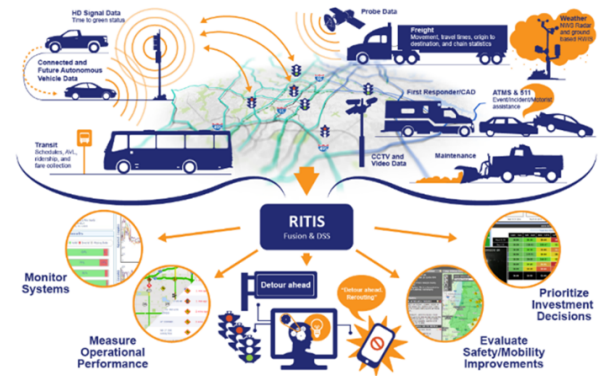 HD Signal Data
Time to green status
Connected and
Future Autonomous
Vehicle Data
Transit
Schedules, AVL,
ridership, and
fare collection
Probe Data
Freight
Movement, travel lines, origin to
destination, and chain statistics
Weather
NWS Radar
and ground
based RWIS
First Responder/CAD
ATMS & 511
Event/Incident/Motorist
assistance
CCTV and
Video Data
Maintenance
RITIS
Fusion & DSS
Monitor
Systems
Measure
Operational
Performance
Detour ahead
"Detour ahead.
Rerouting"
Evaluate
Safety/Mobility
Improvements
Prioritize
Investment
Decisions